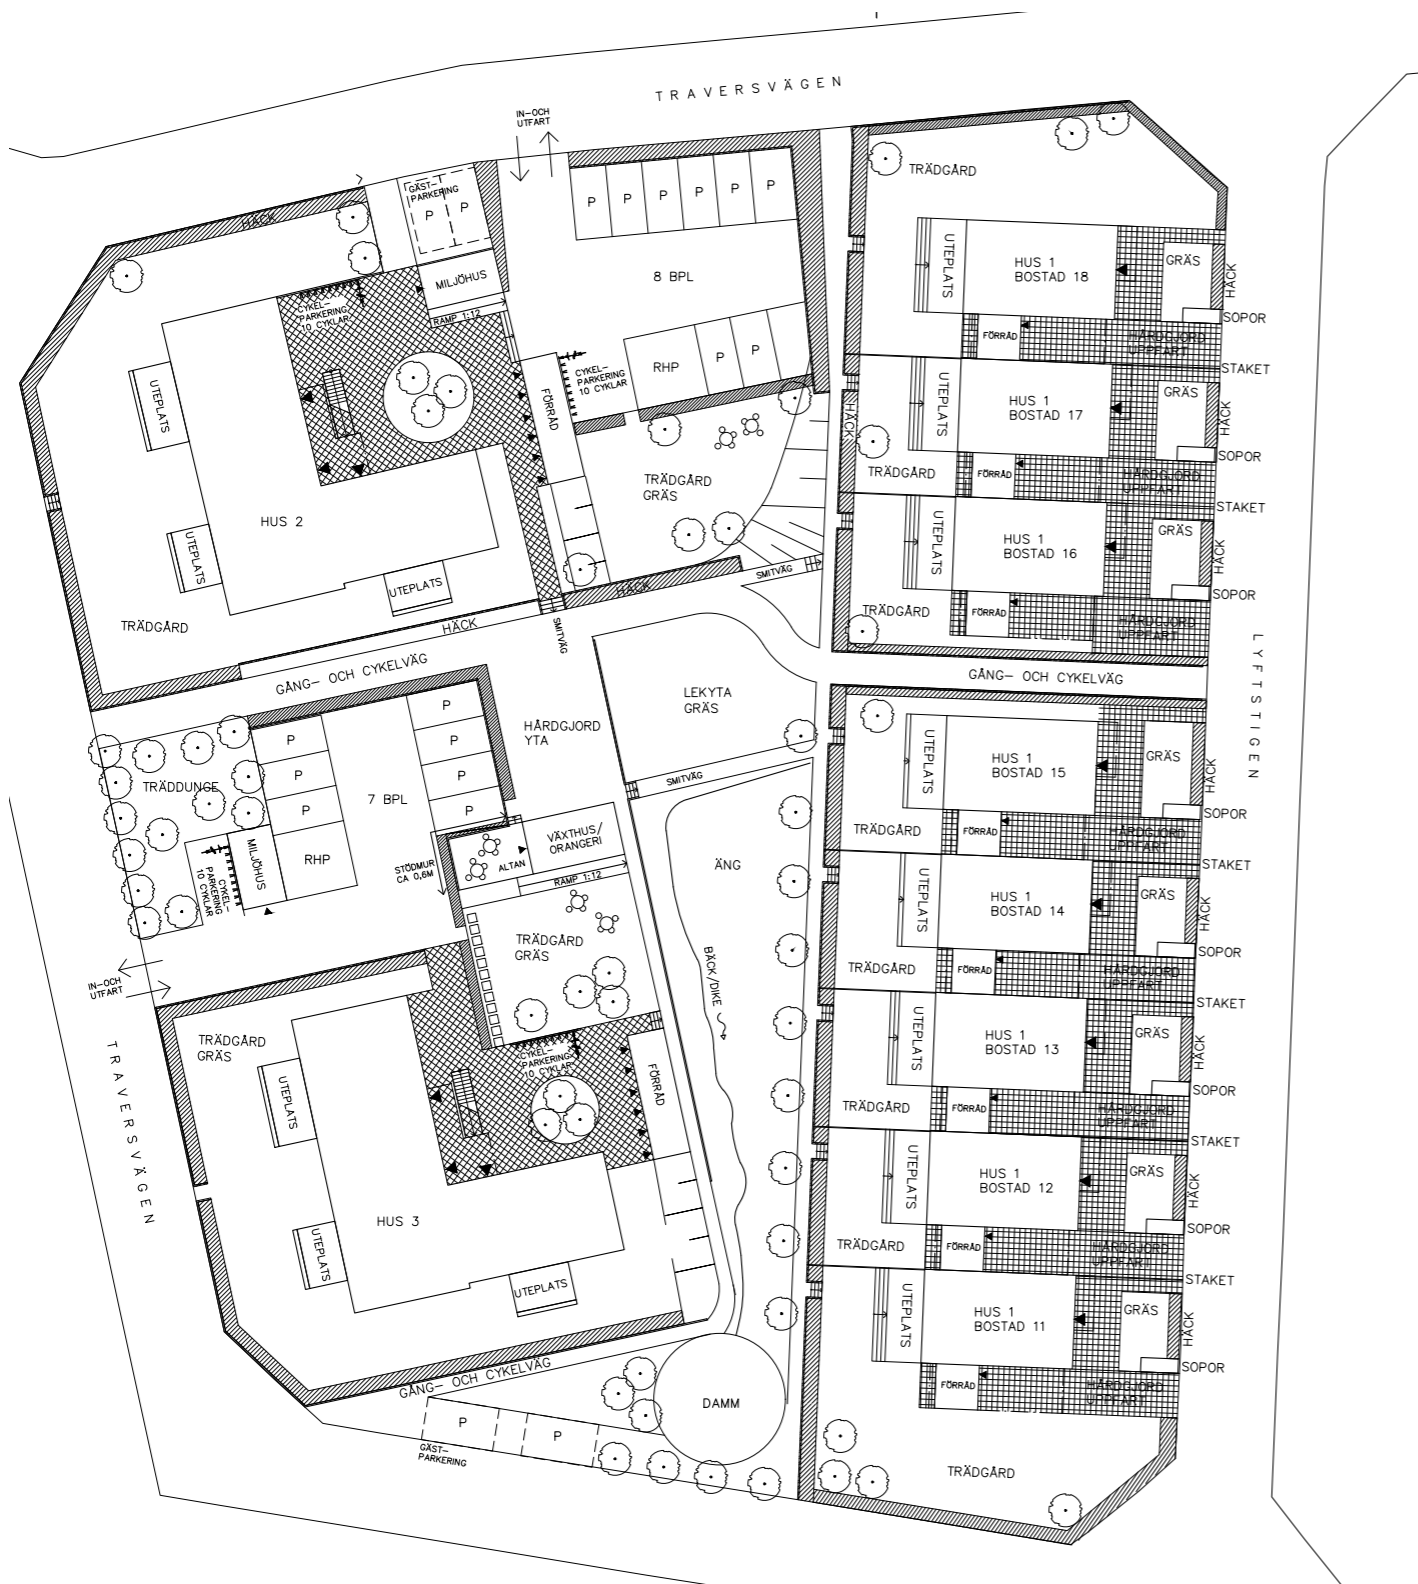 TRAVERSVÄGEN
IN-OCH
UTFART
GÄST-
PARKERING
P
P
HÄCK
MILJÖHUS
RAMP 1:12
CYKEL-
PARKERING
10 CYKLAR
P
P
P
P
P
P
8 BPL
RHP
P
P
CYKEL-
PARKERING
10 CYKLAR
FÖRRÅD
UTEPLATS
UTEPLATS
UTEPLATS
HUS 2
TRÄDGÅRD
TRÄDGÅRD
GRÄS
HÄCK
HÄCK
HÄCK
SMITVÄG
SMITVÄG
GÅNG- OCH CYKELVÄG
TRÄDGÅRD
UTEPLATS
HUS 1
BOSTAD 18
GRÄS
HÄCK
SOPOR
FÖRRÅD
HÅRDGJORD
UPPFART
STAKET
UTEPLATS
HUS 1
BOSTAD 17
GRÄS
HÄCK
SOPOR
TRÄDGÅRD
FÖRRÅD
HÅRDGJORD
UPPFART
STAKET
UTEPLATS
HUS 1
BOSTAD 16
GRÄS
HÄCK
SOPOR
TRÄDGÅRD
FÖRRÅD
HÅRDGJORD
UPPFART
GÅNG- OCH CYKELVÄG
LYFTSTIGEN
LEKYTA
GRÄS
HÅRDGJORD
YTA
SMITVÄG
P
P
P
P
P
P
P
7 BPL
RHP
TRÄDDUNGE
MILJÖHUS
CYKEL-
PARKERING
10 CYKLAR
STÖDMUR
CA 0,6M
ALTAN
VÄXTHUS/
ORANGERI
RAMP 1:12
TRÄDGÅRD
GRÄS
ÄNG
BÄCK/DIKE
IN-OCH
UTFART
TRAVERSVÄGEN
TRÄDGÅRD
GRÄS
UTEPLATS
UTEPLATS
UTEPLATS
HUS 3
CYKEL-
PARKERING
10 CYKLAR
FÖRRÅD
GÅNG- OCH CYKELVÄG
P
P
GÄST-
PARKERING
DAMM
UTEPLATS
HUS 1
BOSTAD 15
GRÄS
HÄCK
SOPOR
TRÄDGÅRD
FÖRRÅD
HÅRDGJORD
UPPFART
STAKET
UTEPLATS
HUS 1
BOSTAD 14
GRÄS
HÄCK
SOPOR
TRÄDGÅRD
FÖRRÅD
HÅRDGJORD
UPPFART
STAKET
UTEPLATS
HUS 1
BOSTAD 13
GRÄS
HÄCK
SOPOR
TRÄDGÅRD
FÖRRÅD
HÅRDGJORD
UPPFART
STAKET
UTEPLATS
HUS 1
BOSTAD 12
GRÄS
HÄCK
SOPOR
TRÄDGÅRD
FÖRRÅD
HÅRDGJORD
UPPFART
STAKET
UTEPLATS
HUS 1
BOSTAD 11
GRÄS
HÄCK
SOPOR
FÖRRÅD
HÅRDGJORD
UPPFART
TRÄDGÅRD